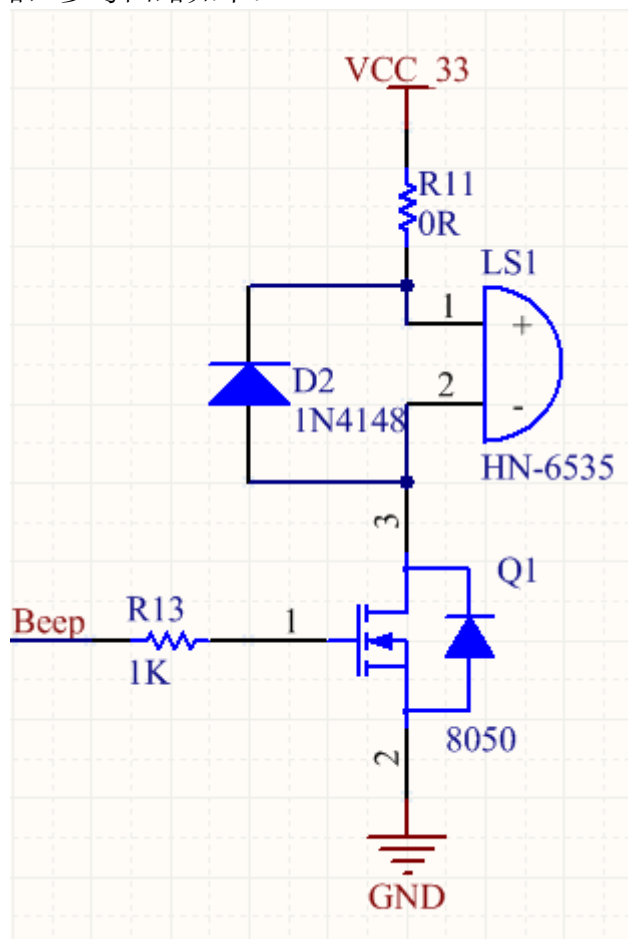 VCC_33
R11
0R
LS1
1
+
D2
1N4148
2
-
HN-6535
3
Q1
Beep
R13
1
1K
8050
2
GND